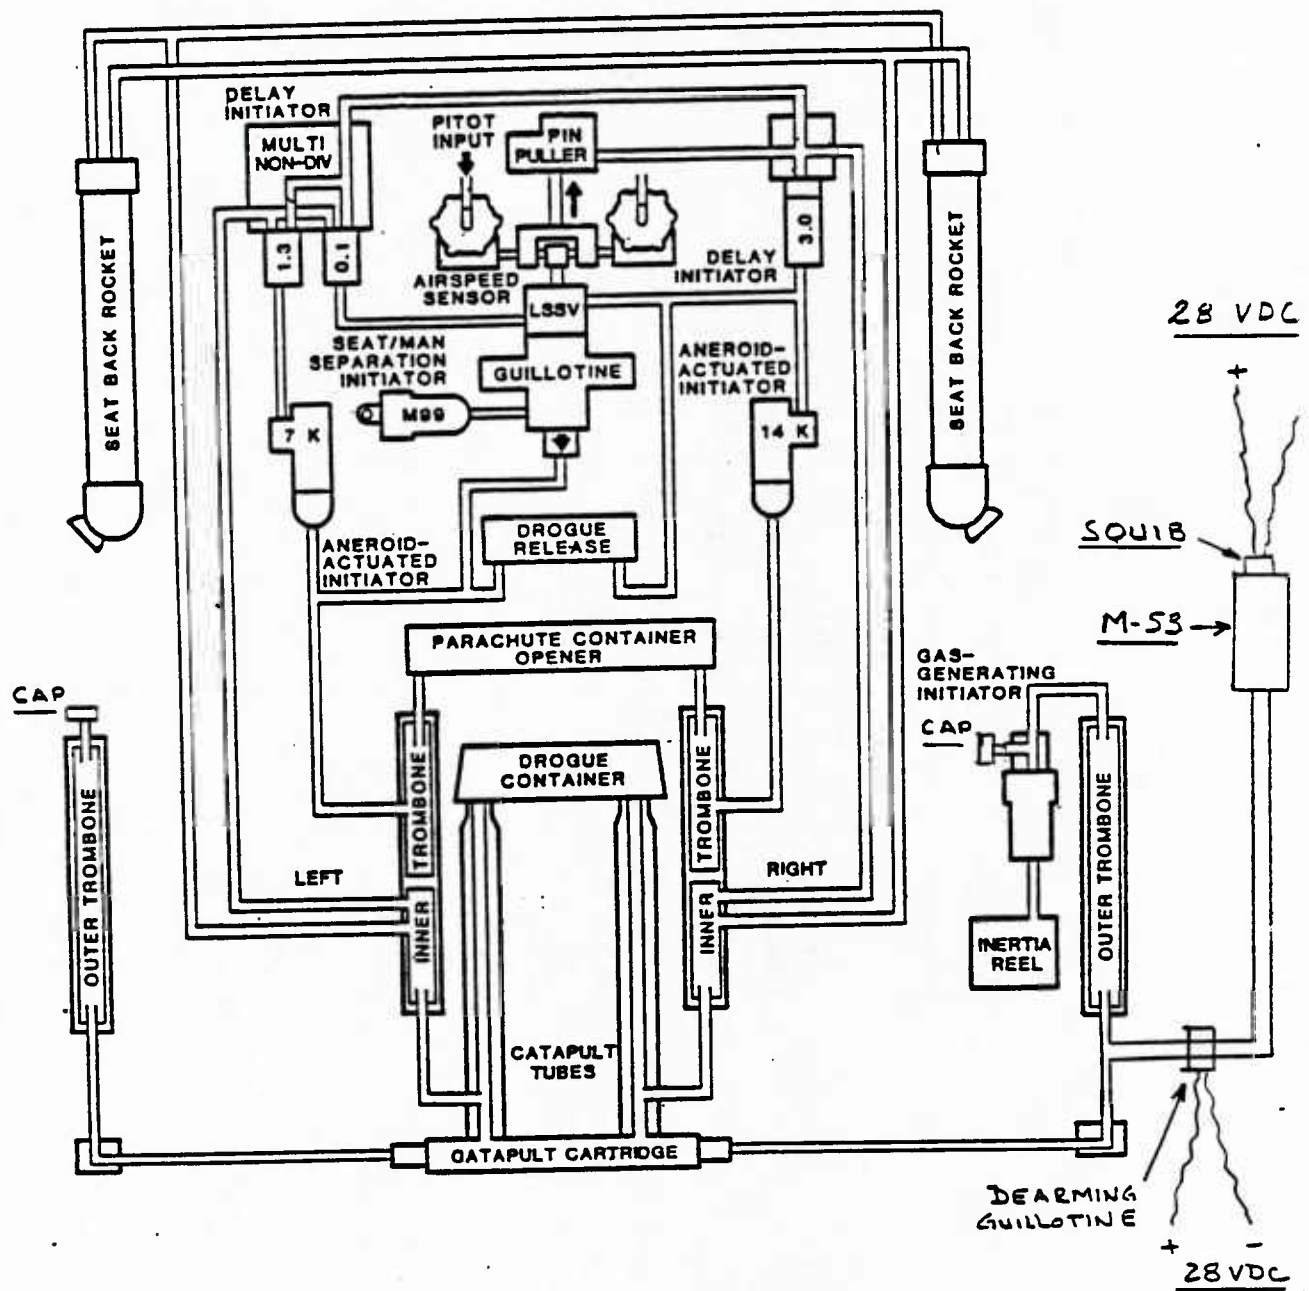 DELAY
INITIATOR
MULTI
NON-DIV
PITOT
INPUT
PIN
PULLER
1.3
0.1
3.0
AIRSPEED
SENSOR
DELAY
INITIATOR
LSSV
SEAT/MAN
SEPARATION
INITIATOR
GUILLOTINE
ANEROID-
ACTUATED
INITIATOR
SEAT BACK ROCKET
SEAT BACK ROCKET
28 VDC
+
7 K
M99
14 K
ANEROID-
ACTUATED
INITIATOR
DROGUE
RELEASE
SQUIB
M-53
PARACHUTE CONTAINER
OPENER
GAS-
GENERATING
INITIATOR
CAP
CAP
DROGUE
CONTAINER
TROMBONE
TROMBONE
OUTER TROMBONE
OUTER TROMBONE
LEFT
RIGHT
INNER
INNER
INERTIA
REEL
CATAPULT
TUBES
CATAPULT CARTRIDGE
DEARMING
GUILLOTINE
+ -
28 VDC